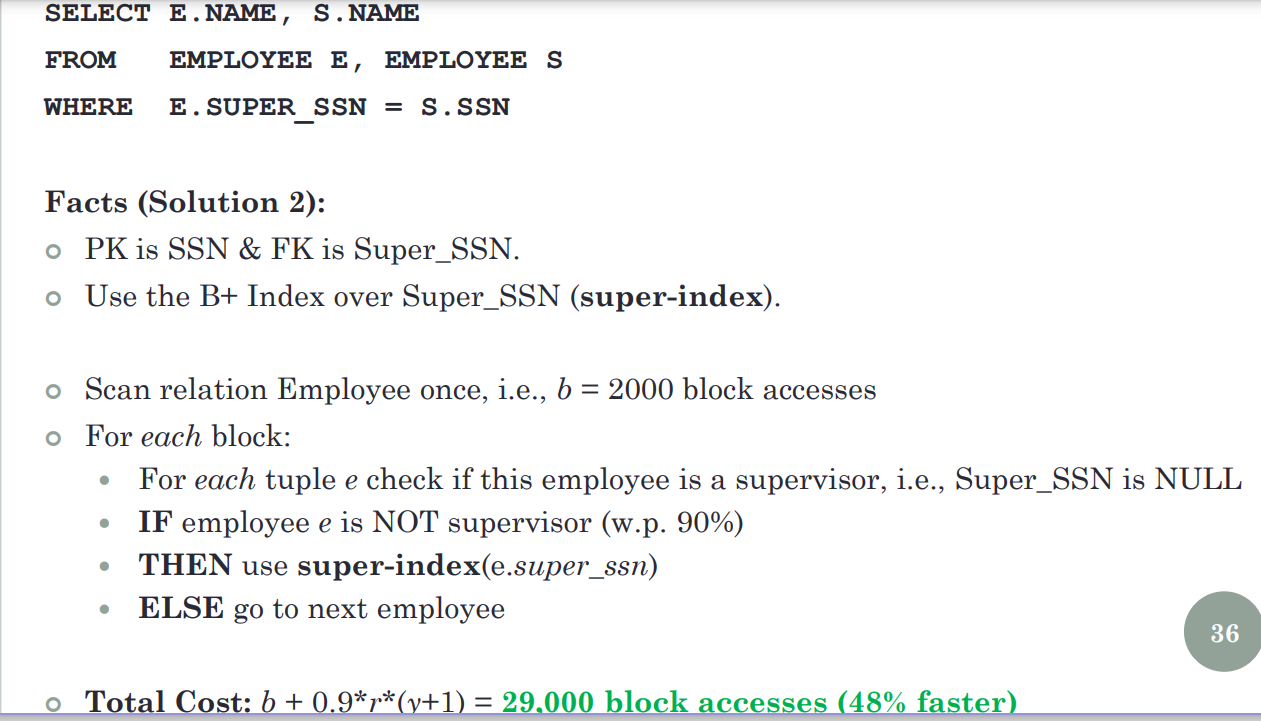 SELECT E.NAME, S.NAME
FROM EMPLOYEE E, EMPLOYEE S
WHERE E.SUPER_SSN = S.SSN
Facts (Solution 2):
PK is SSN & FK is Super_SSN.
Use the B+ Index over Super_SSN (super-index).
Scan relation Employee once, i.e., b = 2000 block accesses
For each block:
For each tuple e check if this employee is a supervisor, i.e., Super_SSN is NULL
IF employee e is NOT supervisor (w.p. 90%)
THEN use super-index(e.super_ssn)
ELSE go to next employee
36
Total Cost: b + 0.9*r*(y+1) = 29,000 block accesses (48% faster)